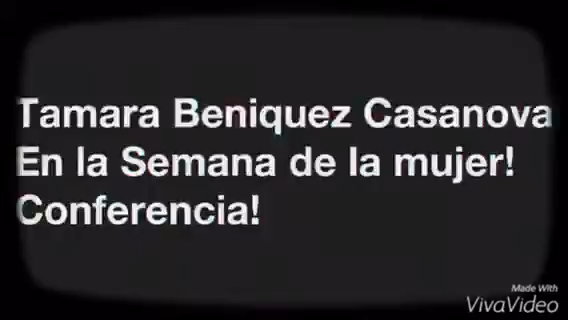 Tamara Beniquez Casanova
En la Semana de la mujer!
Conferencia!
Made With
VivaVideo